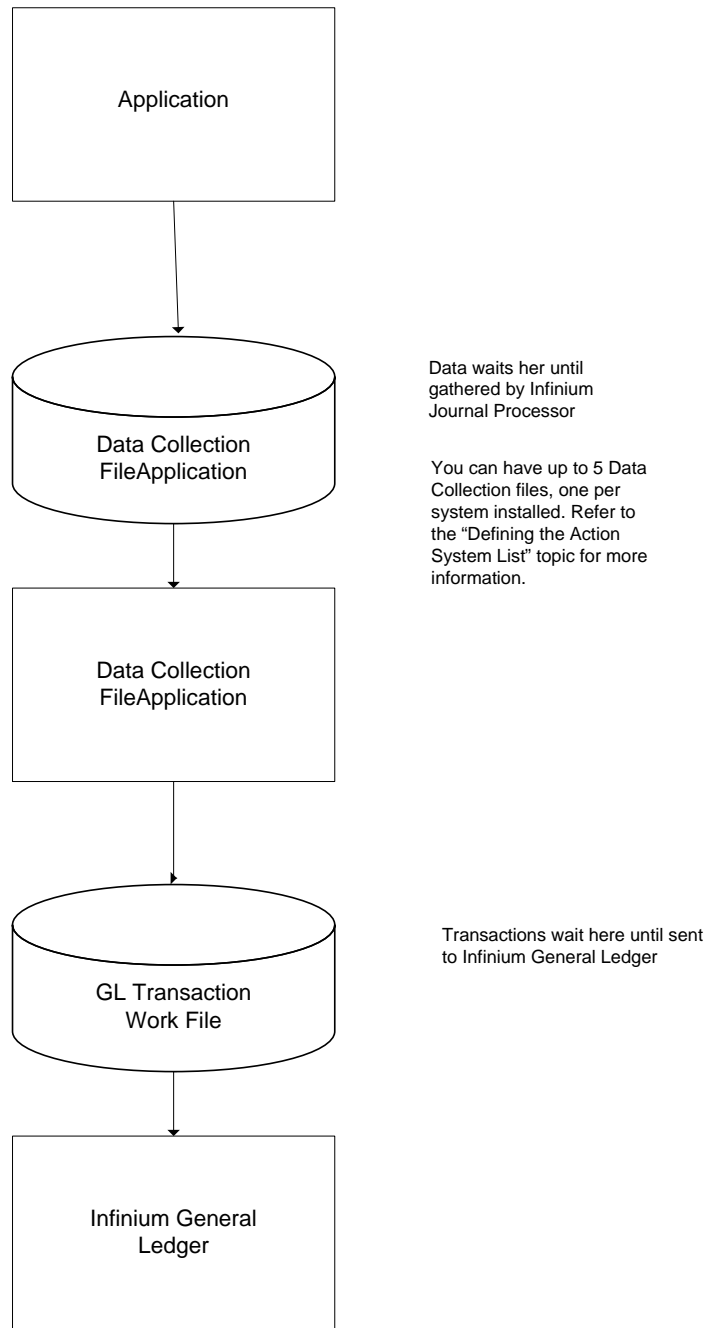 Application
Data waits her until
gathered by Infinium
Journal Processor
Data Collection
FileApplication
You can have up to 5 Data
Collection files, one per
system installed. Refer to
the “Defining the Action
System List” topic for more
information.
Data Collection
FileApplication
Transactions wait here until sent
to Infinium General Ledger
GL Transaction
Work File
Infinium General
Ledger